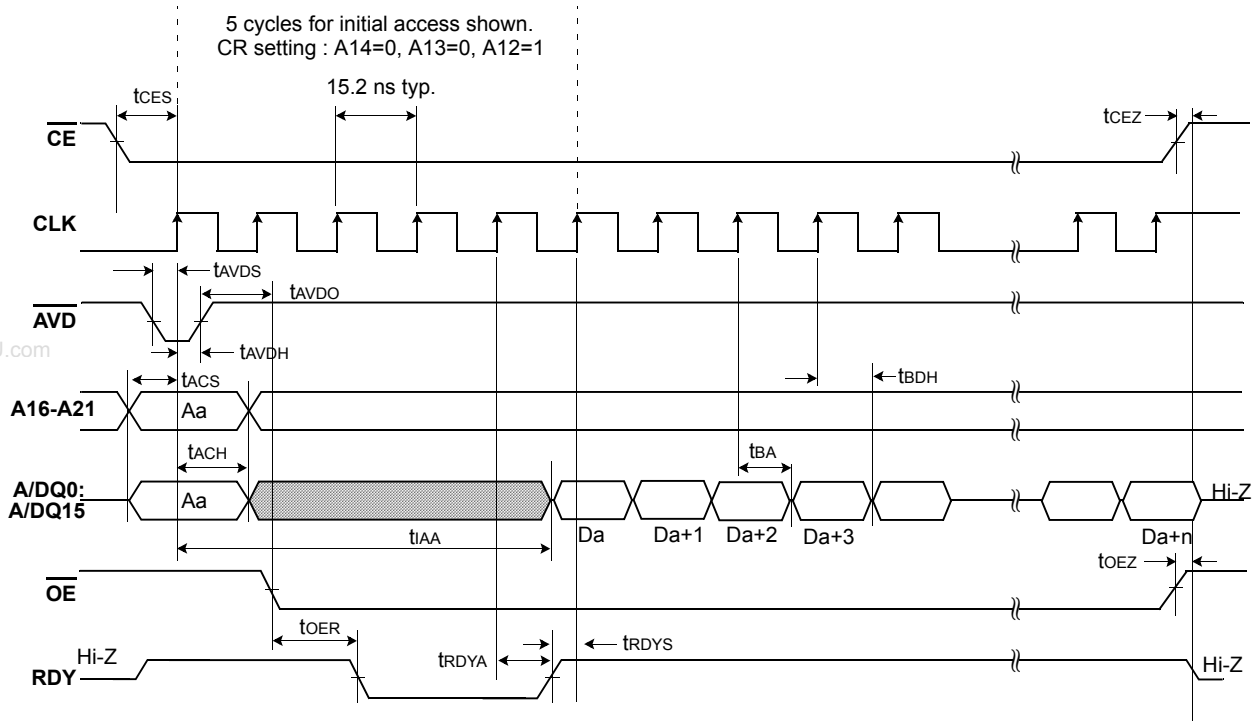 5 cycles for initial access shown.
CR setting : A14=0, A13=0, A12=1
15.2 ns typ.
tCES
tCEZ
CE
CLK
tAVDS
tAVDO
AVD
J.com
tAVDH
tACS
tBDH
A16-A21
Aa
tACH
tBA
A/DQ0:
A/DQ15
Aa
Hi-Z
tIAA
Da
Da+1
Da+2
Da+3
Da+n
tOEZ
OE
tOER
tRDYA
tRDYS
Hi-Z
RDY
Hi-Z